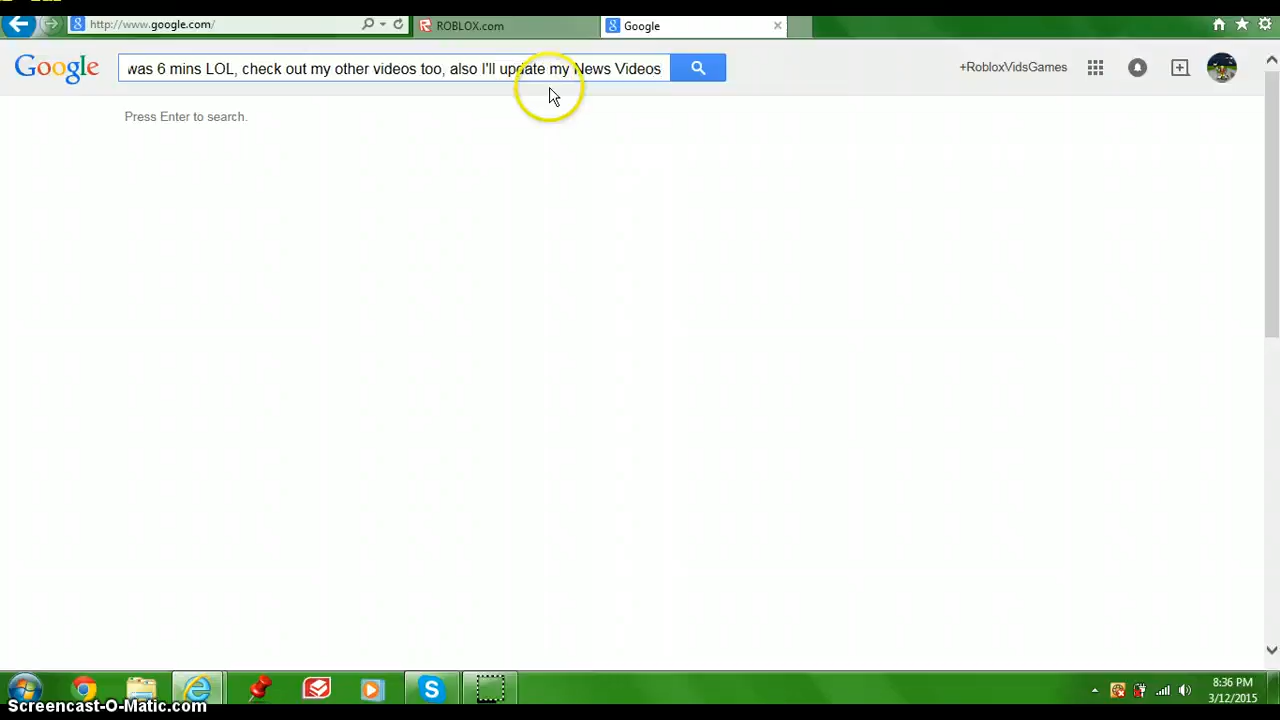 http://www.google.com/
ROBLOX.com
Google
Google
was 6 mins LOL, check out my other videos too, also I'll update my News Videos
+RobloxVidsGames
Press Enter to search.
8:36 PM
3/12/2015
Screencast-O-Matic.com